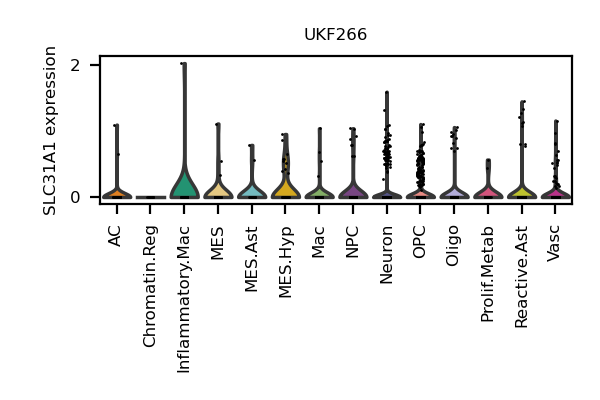 UKF266
SLC31A1 expression
2
0
AC
Chromatin.Reg
Inflammatory.Mac
MES
MES.Ast
MES.Hyp
Mac
NPC
Neuron
OPC
Oligo
Prolif.Metab
Reactive.Ast
Vasc